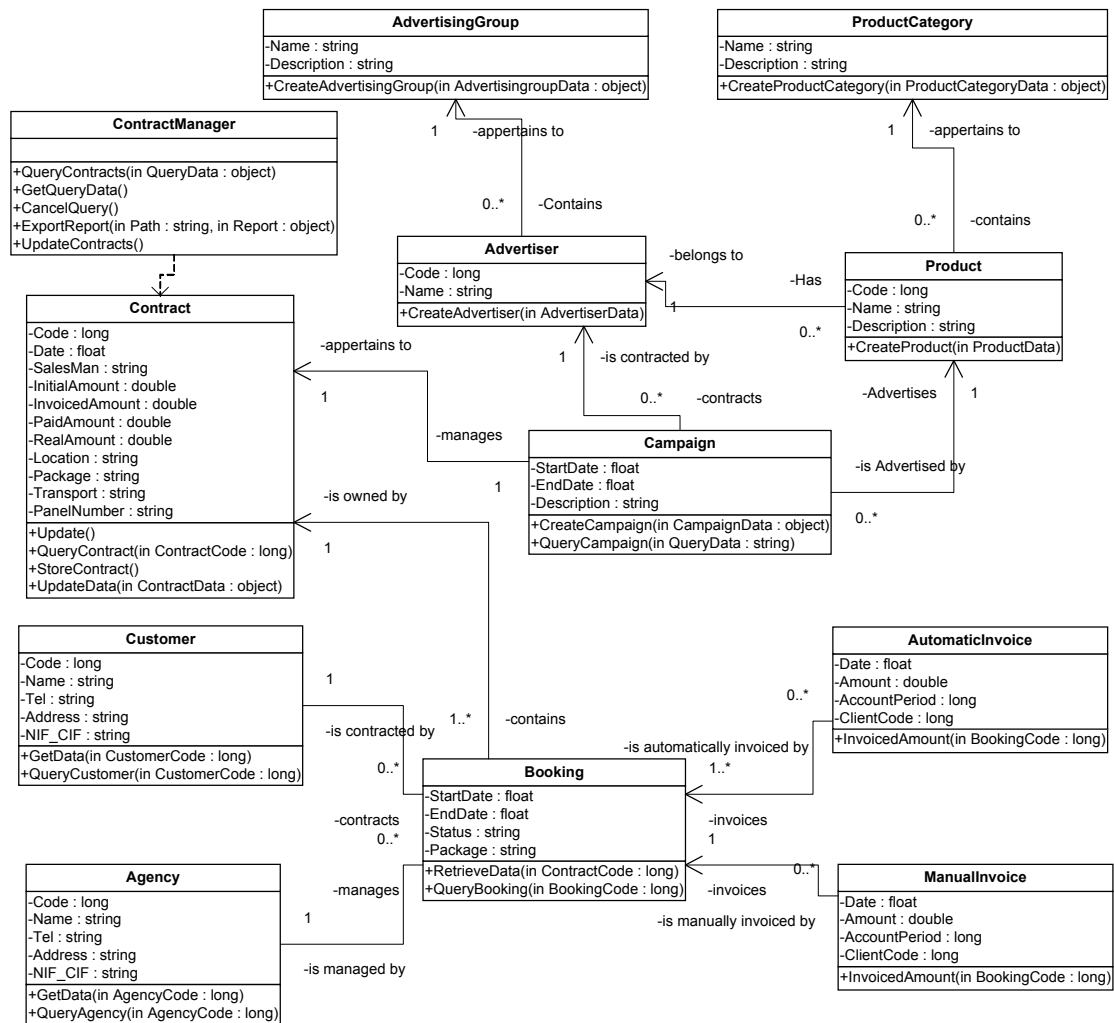 AdvertisingGroup
-Name : string
-Description : string
+CreateAdvertisingGroup(in AdvertisingroupData : object)
ProductCategory
-Name : string
-Description : string
+CreateProductCategory(in ProductCategoryData : object)
ContractManager
+QueryContracts(in QueryData : object)
+GetQueryData()
+CancelQuery()
+ExportReport(in Path : string, in Report : object)
+UpdateContracts()
1
-appertains to
0..*
-Contains
1
-appertains to
0..*
-contains
Advertiser
-Code : long
-Name : string
+CreateAdvertiser(in AdvertiserData)
-belongs to
1
-Has
0..*
Product
-Code : long
-Name : string
-Description : string
+CreateProduct(in ProductData)
Contract
-Code : long
-Date : float
-SalesMan : string
-InitialAmount : double
-InvoicedAmount : double
-PaidAmount : double
-RealAmount : double
-Location : string
-Package : string
-Transport : string
-PanelNumber : string
+Update()
+QueryContract(in ContractCode : long)
+StoreContract()
+UpdateData(in ContractData : object)
-appertains to
1
-manages
1
1
-is contracted by
0..*
-contracts
-Advertises
1
-is Advertised by
0..*
Campaign
-StartDate : float
-EndDate : float
-Description : string
+CreateCampaign(in CampaignData : object)
+QueryCampaign(in QueryData : string)
-is owned by
1
1..*
-contains
Customer
-Code : long
-Name : string
-Tel : string
-Address : string
-NIF_CIF : string
+GetData(in CustomerCode : long)
+QueryCustomer(in CustomerCode : long)
1
-is contracted by
0..*
-contracts
AutomaticInvoice
-Date : float
-Amount : double
-AccountPeriod : long
-ClientCode : long
+InvoicedAmount(in BookingCode : long)
0..*
-is automatically invoiced by
1..*
-invoices
Booking
-StartDate : float
-EndDate : float
-Status : string
-Package : string
+RetrieveData(in ContractCode : long)
+QueryBooking(in BookingCode : long)
0..*
-manages
1
-is managed by
1
-invoices
0..*
-is manually invoiced by
Agency
-Code : long
-Name : string
-Tel : string
-Address : string
-NIF_CIF : string
+GetData(in AgencyCode : long)
+QueryAgency(in AgencyCode : long)
ManualInvoice
-Date : float
-Amount : double
-AccountPeriod : long
-ClientCode : long
+InvoicedAmount(in BookingCode : long)